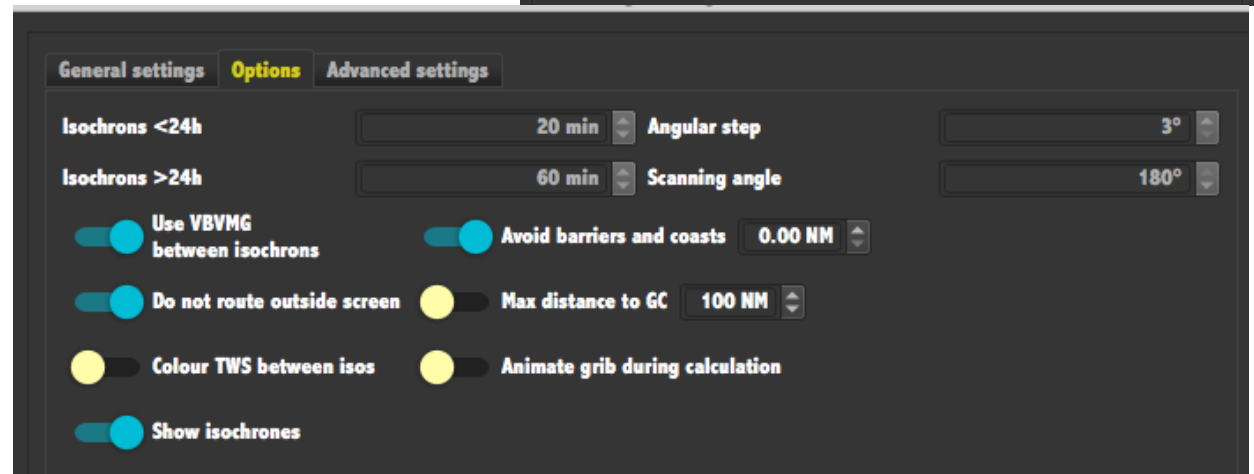 General settings Options Advanced settings
Isochrons <24h 20 min Angular step 3°
Isochrons >24h 60 min Scanning angle 180°
Use VBVMG
between isochrons Avoid barriers and coasts 0.00 NM
Do not route outside screen Max distance to GC 100 NM
Colour TWS between isos Animate grib during calculation
Show isochrones